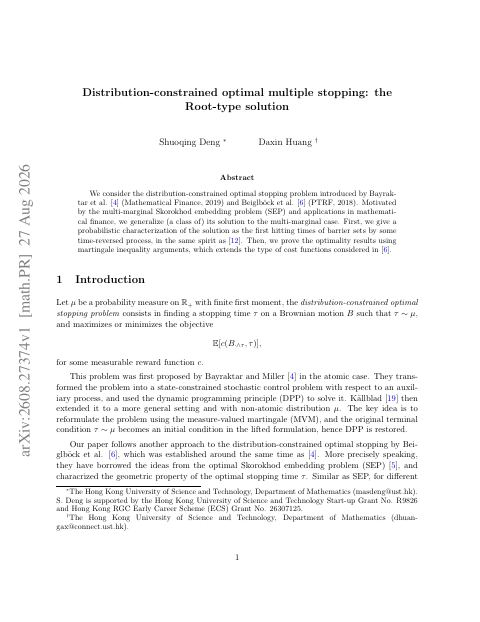 Distribution-constrained optimal multiple stopping: the
Root-type solution
Shuoqing Deng * Daxin Huang †
Abstract
We consider the distribution-constrained optimal stopping problem introduced by Bayrak-
tar et al. [4] (Mathematical Finance, 2019) and Beiglböck et al. [6] (PTRF, 2018). Motivated
by the multi-marginal Skorokhod embedding problem (SEP) and applications in mathemati-
cal finance, we generalize (a class of) its solution to the multi-marginal case. First, we give a
probabilistic characterization of the solution as the first hitting times of barrier sets by some
time-reversed process, in the same spirit as [12]. Then, we prove the optimality results using
martingale inequality arguments, which extends the type of cost functions considered in [6].
1 Introduction
Let μ be a probability measure on ℝ₊ with finite first moment, the distribution-constrained optimal
stopping problem consists in finding a stopping time τ on a Brownian motion B such that τ ∼ μ,
and maximizes or minimizes the objective
𝔼[c(B.∧τ, τ)],
for some measurable reward function c.
This problem was first proposed by Bayraktar and Miller [4] in the atomic case. They trans-
formed the problem into a state-constrained stochastic control problem with respect to an auxil-
iary process, and used the dynamic programming principle (DPP) to solve it. Källblad [19] then
extended it to a more general setting and with non-atomic distribution μ. The key idea is to
reformulate the problem using the measure-valued martingale (MVM), and the original terminal
condition τ ∼ μ becomes an initial condition in the lifted formulation, hence DPP is restored.
Our paper follows another approach to the distribution-constrained optimal stopping by Bei-
glböck et al. [6], which was established around the same time as [4]. More precisely speaking,
they have borrowed the ideas from the optimal Skorokhod embedding problem (SEP) [5], and
characrized the geometric property of the optimal stopping time τ. Similar as SEP, for different
*The Hong Kong University of Science and Technology, Department of Mathematics (masdeng@ust.hk).
S. Deng is supported by the Hong Kong University of Science and Technology Start-up Grant No. R9826
and Hong Kong RGC Early Career Scheme (ECS) Grant No. 26307125.
†The Hong Kong University of Science and Technology, Department of Mathematics (dhuan-
gax@connect.ust.hk).
1
arXiv:2608.27374v1 [math.PR] 27 Aug 2026